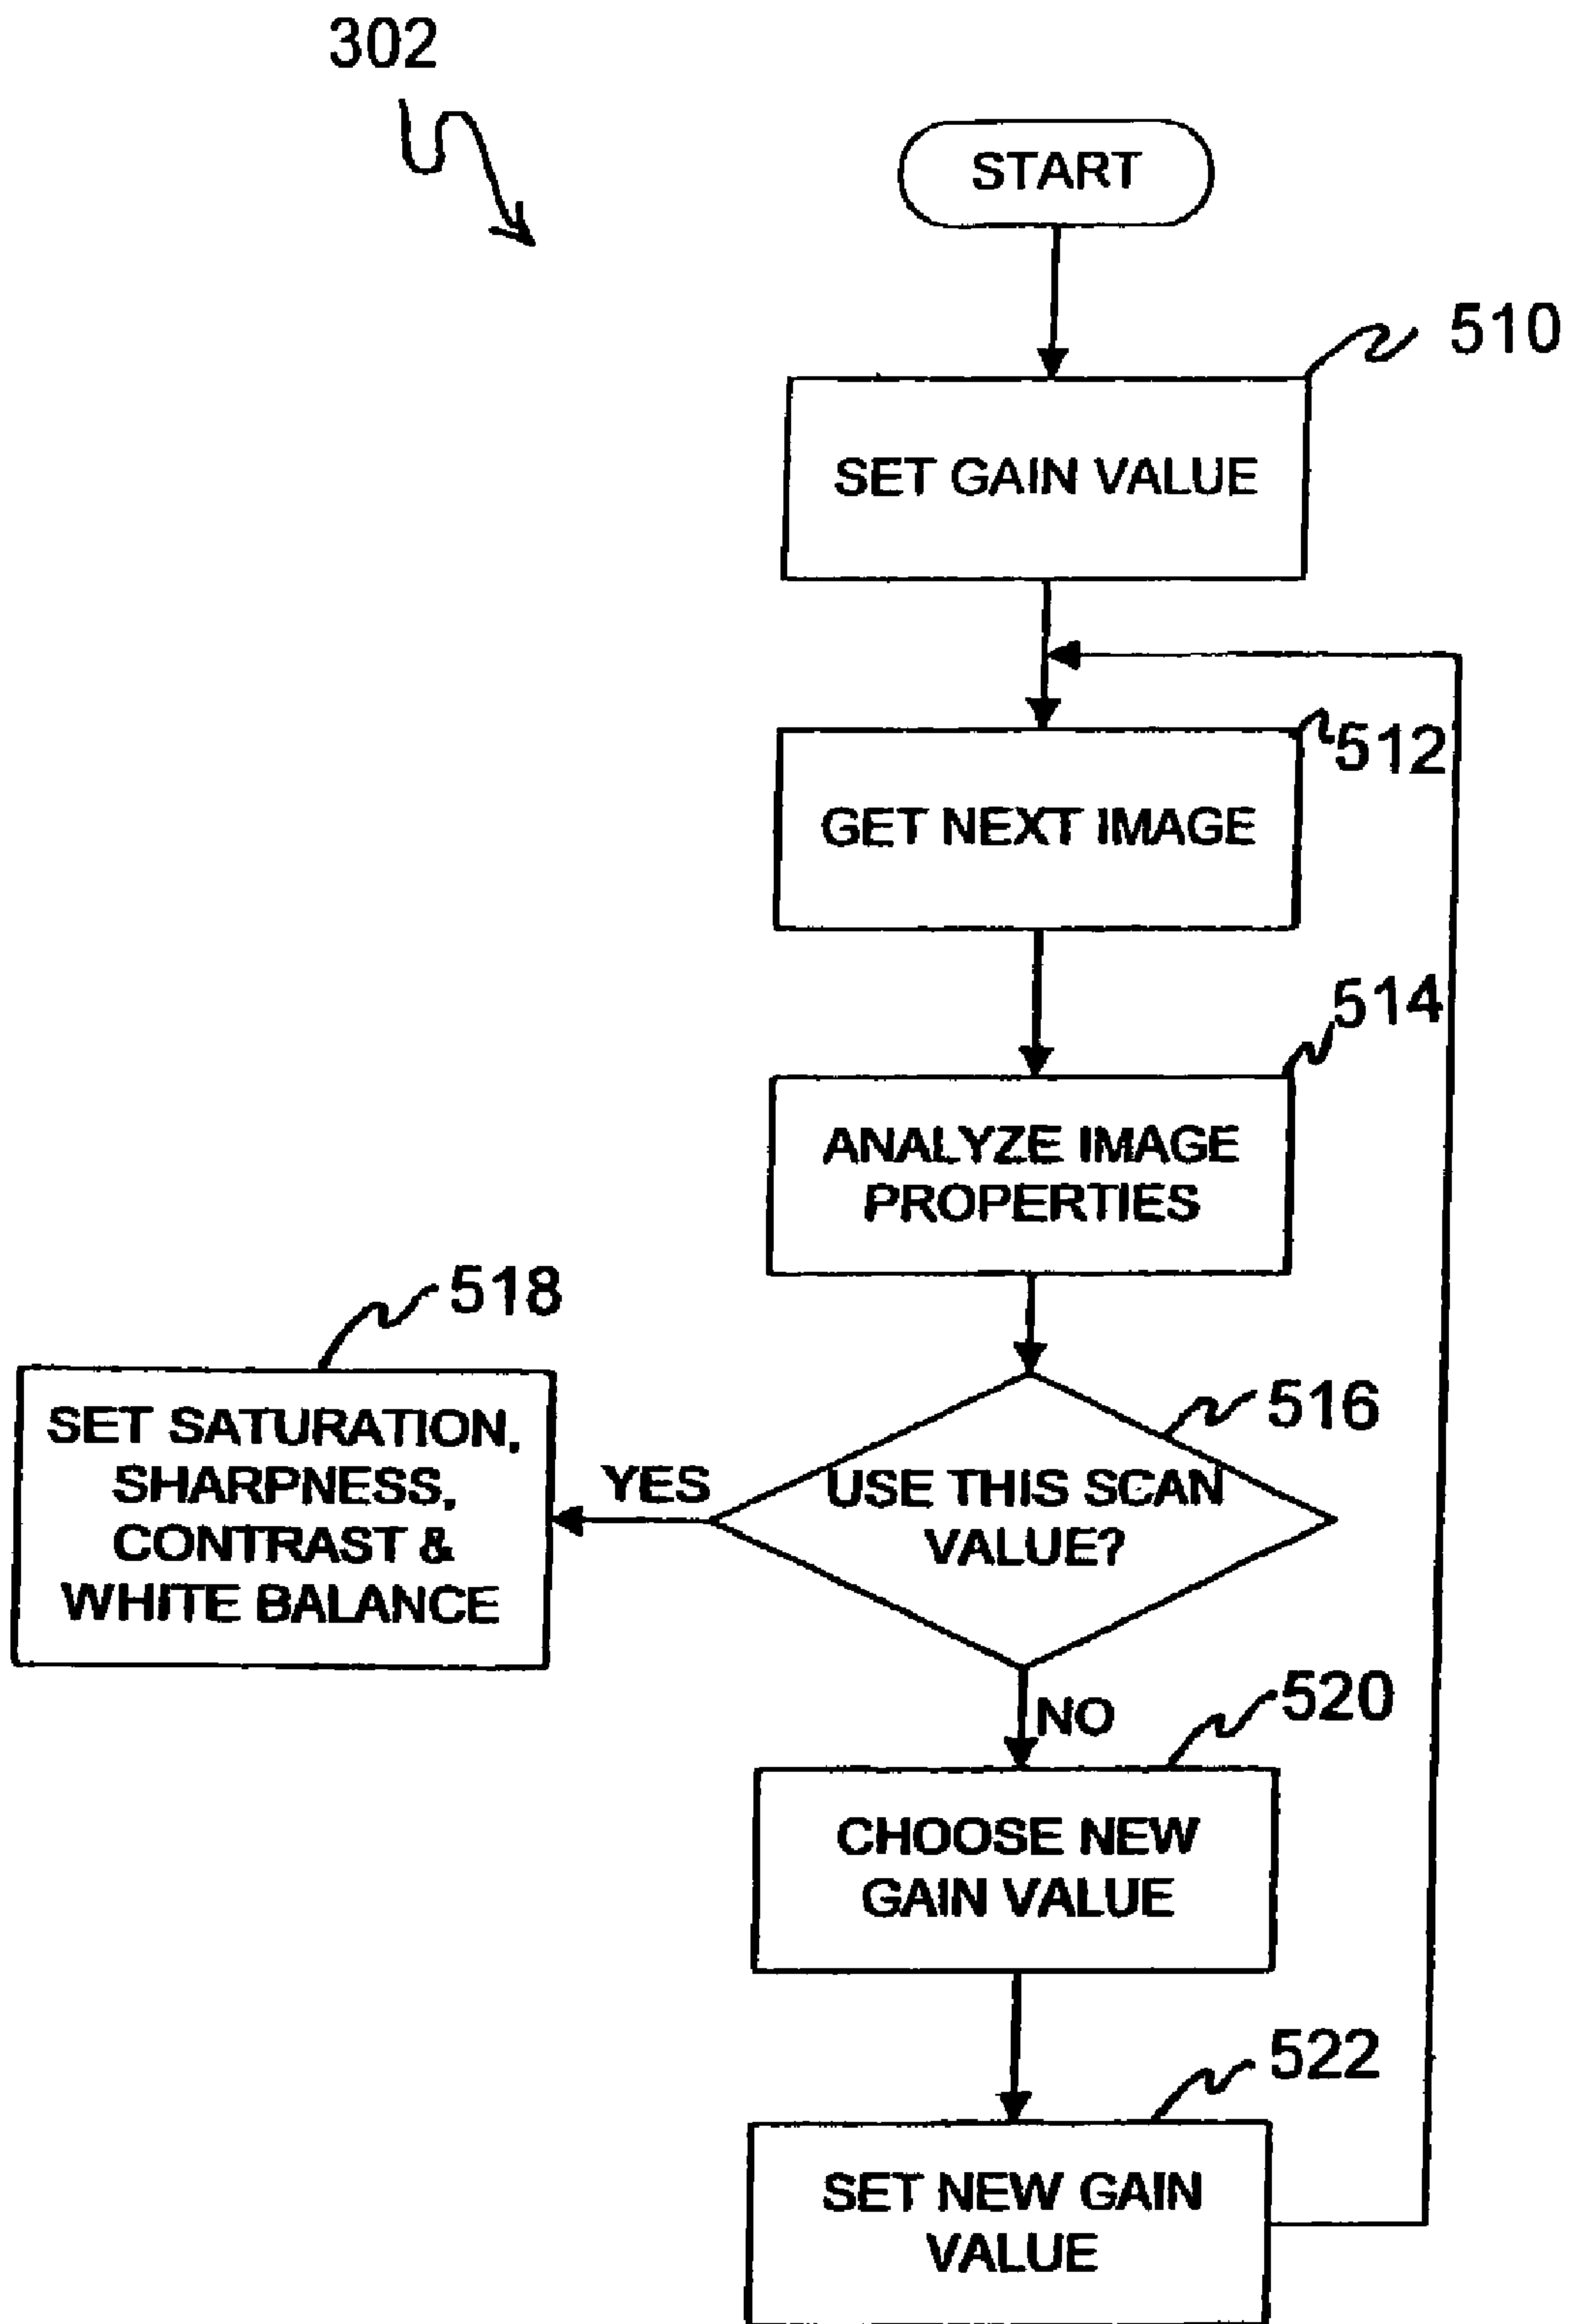 302
START
510
SET GAIN VALUE
512
GET NEXT IMAGE
514
ANALYZE IMAGE
PROPERTIES
518
SET SATURATION,
SHARPNESS,
CONTRAST &
WHITE BALANCE
YES
516
USE THIS SCAN
VALUE?
NO
520
CHOOSE NEW
GAIN VALUE
522
SET NEW GAIN
VALUE